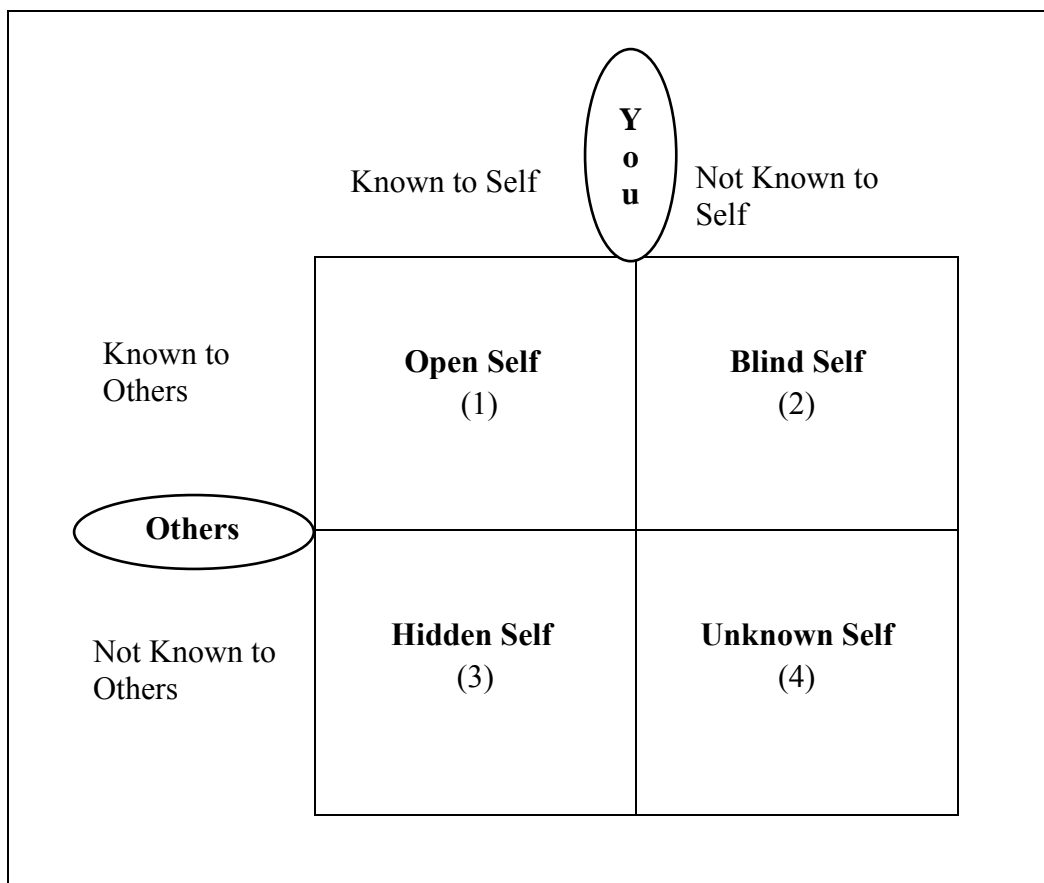 Y
o
u
Known to Self
Not Known to
Self
Known to
Others
Open Self
(1)
Blind Self
(2)
Others
Not Known to
Others
Hidden Self
(3)
Unknown Self
(4)